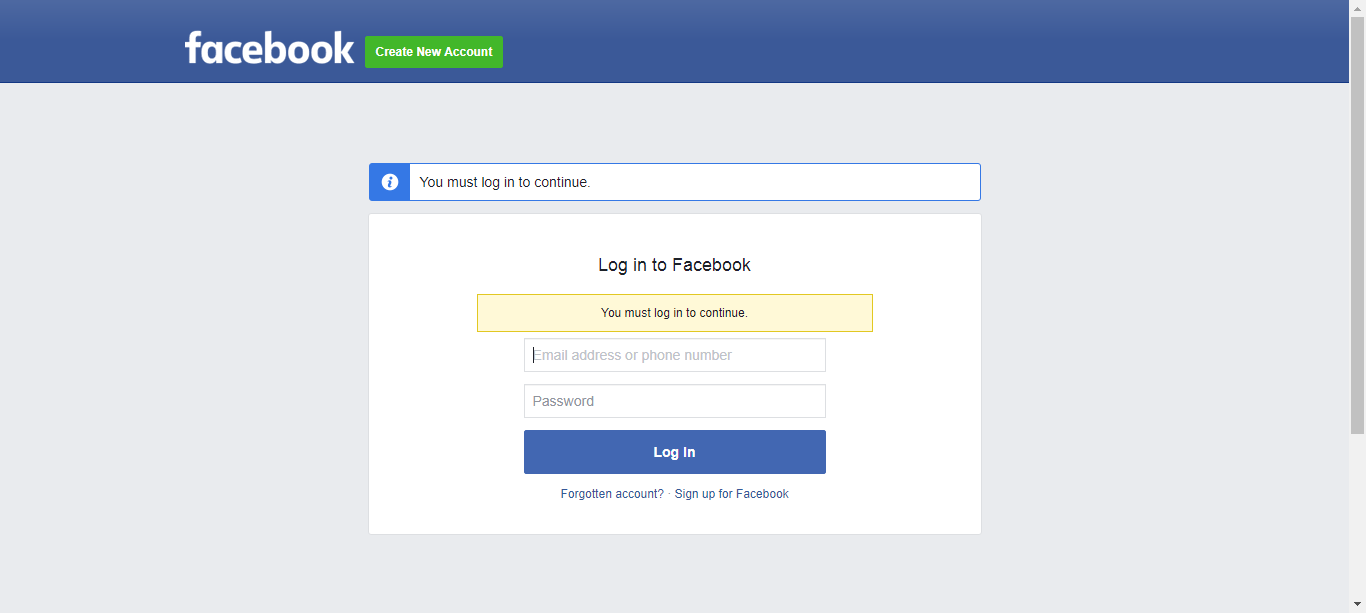 facebook
Create New Account
You must log in to continue.
Log in to Facebook
You must log in to continue.
Email address or phone number
Password
Log In
Forgotten account? · Sign up for Facebook